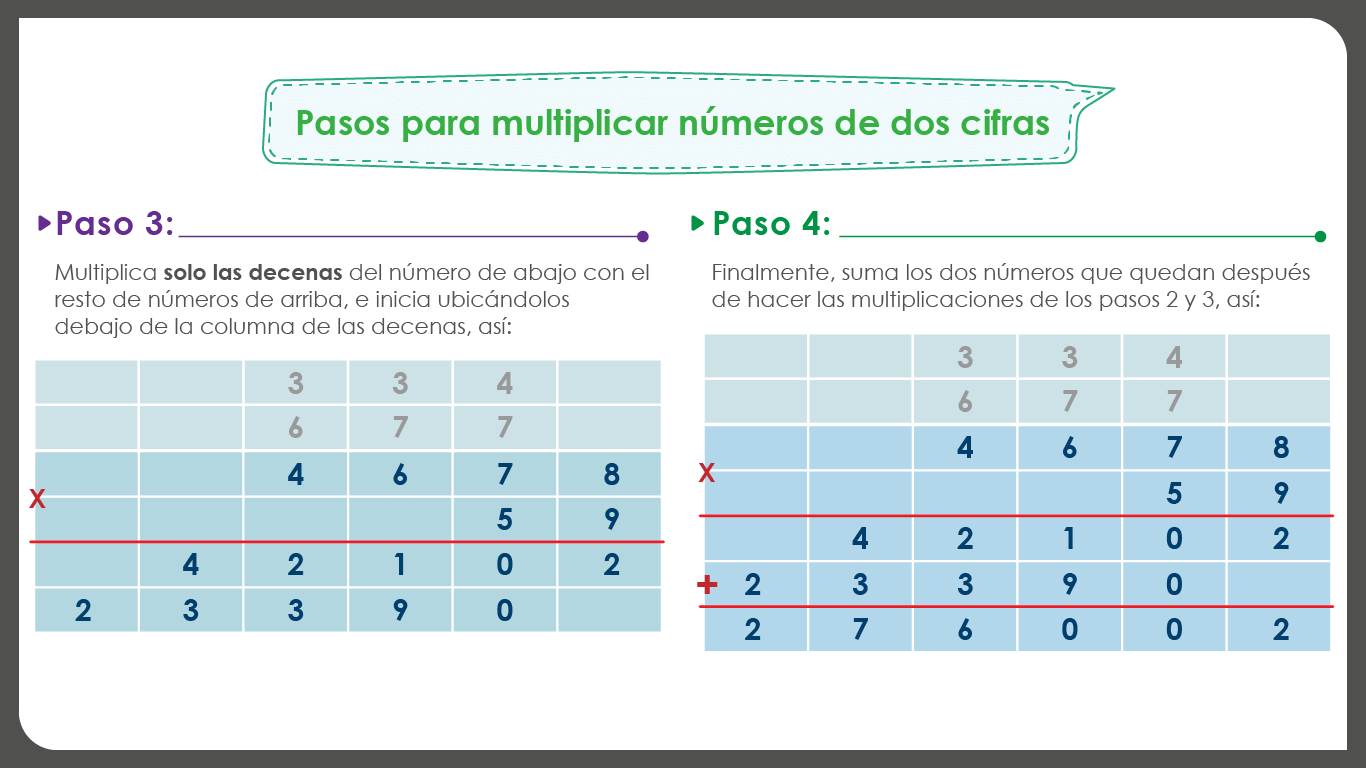 Pasos para multiplicar números de dos cifras
Paso 3:
Multiplica solo las decenas del número de abajo con el
resto de números de arriba, e inicia ubicándolos
debajo de la columna de las decenas, así:
3 3 4
6 7 7
4 6 7 8
x
5 9
4 2 1 0 2
2 3 3 9 0
Paso 4:
Finalmente, suma los dos números que quedan después
de hacer las multiplicaciones de los pasos 2 y 3, así:
3 3 4
6 7 7
4 6 7 8
x
5 9
4 2 1 0 2
+ 2 3 3 9 0
2 7 6 0 0 2